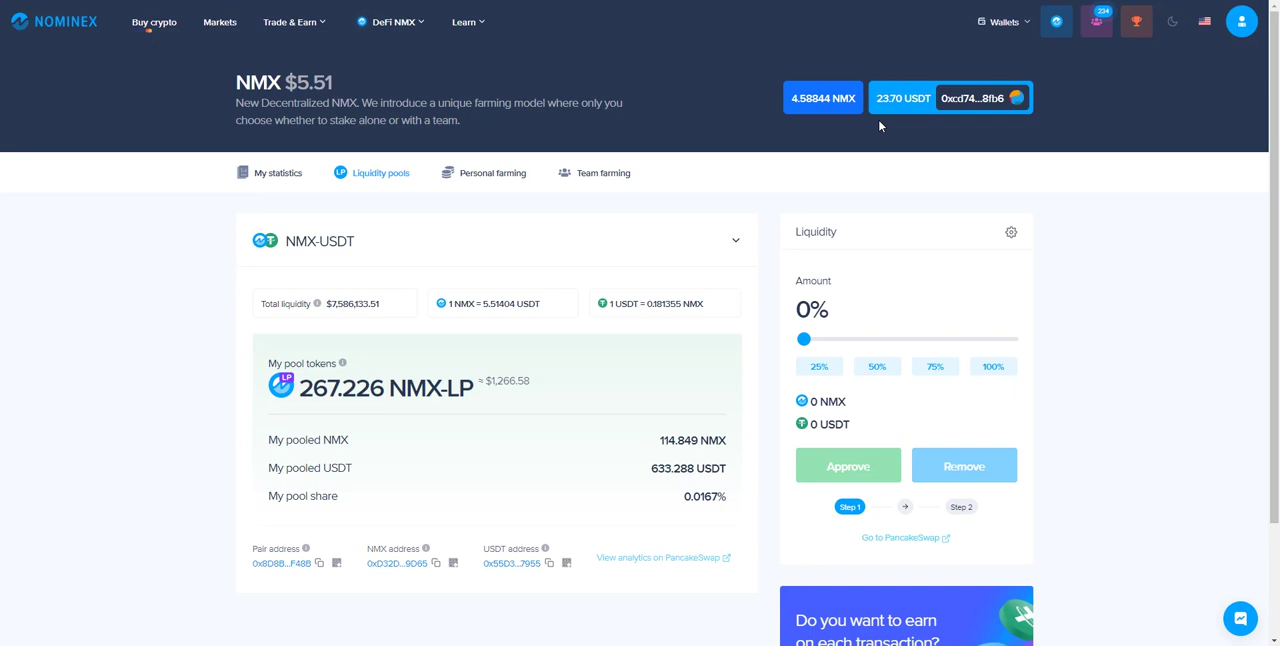 NOMINEX
Buy crypto
Markets
Trade & Earn
DeFi NMX
Learn
Wallets
234
NMX $5.51
New Decentralized NMX. We introduce a unique farming model where only you
choose whether to stake alone or with a team.
4.58844 NMX
23.70 USDT
0xcd74...8fb6
My statistics
LP
Liquidity pools
Personal farming
Team farming
NMX-USDT
Total liquidity $7,586,133.51
1 NMX = 5.51404 USDT
1 USDT = 0.181355 NMX
My pool tokens
LP
267.226 NMX-LP ≈ $1,266.58
My pooled NMX
114.849 NMX
My pooled USDT
633.288 USDT
My pool share
0.0167%
Pair address
0x8D8B...F48B
NMX address
0xD32D...9D65
USDT address
0x55D3...7955
View analytics on PancakeSwap
Liquidity
Amount
0%
25%
50%
75%
100%
0 NMX
0 USDT
Approve
Remove
Step 1
Step 2
Go to PancakeSwap
Do you want to earn
on each transaction?